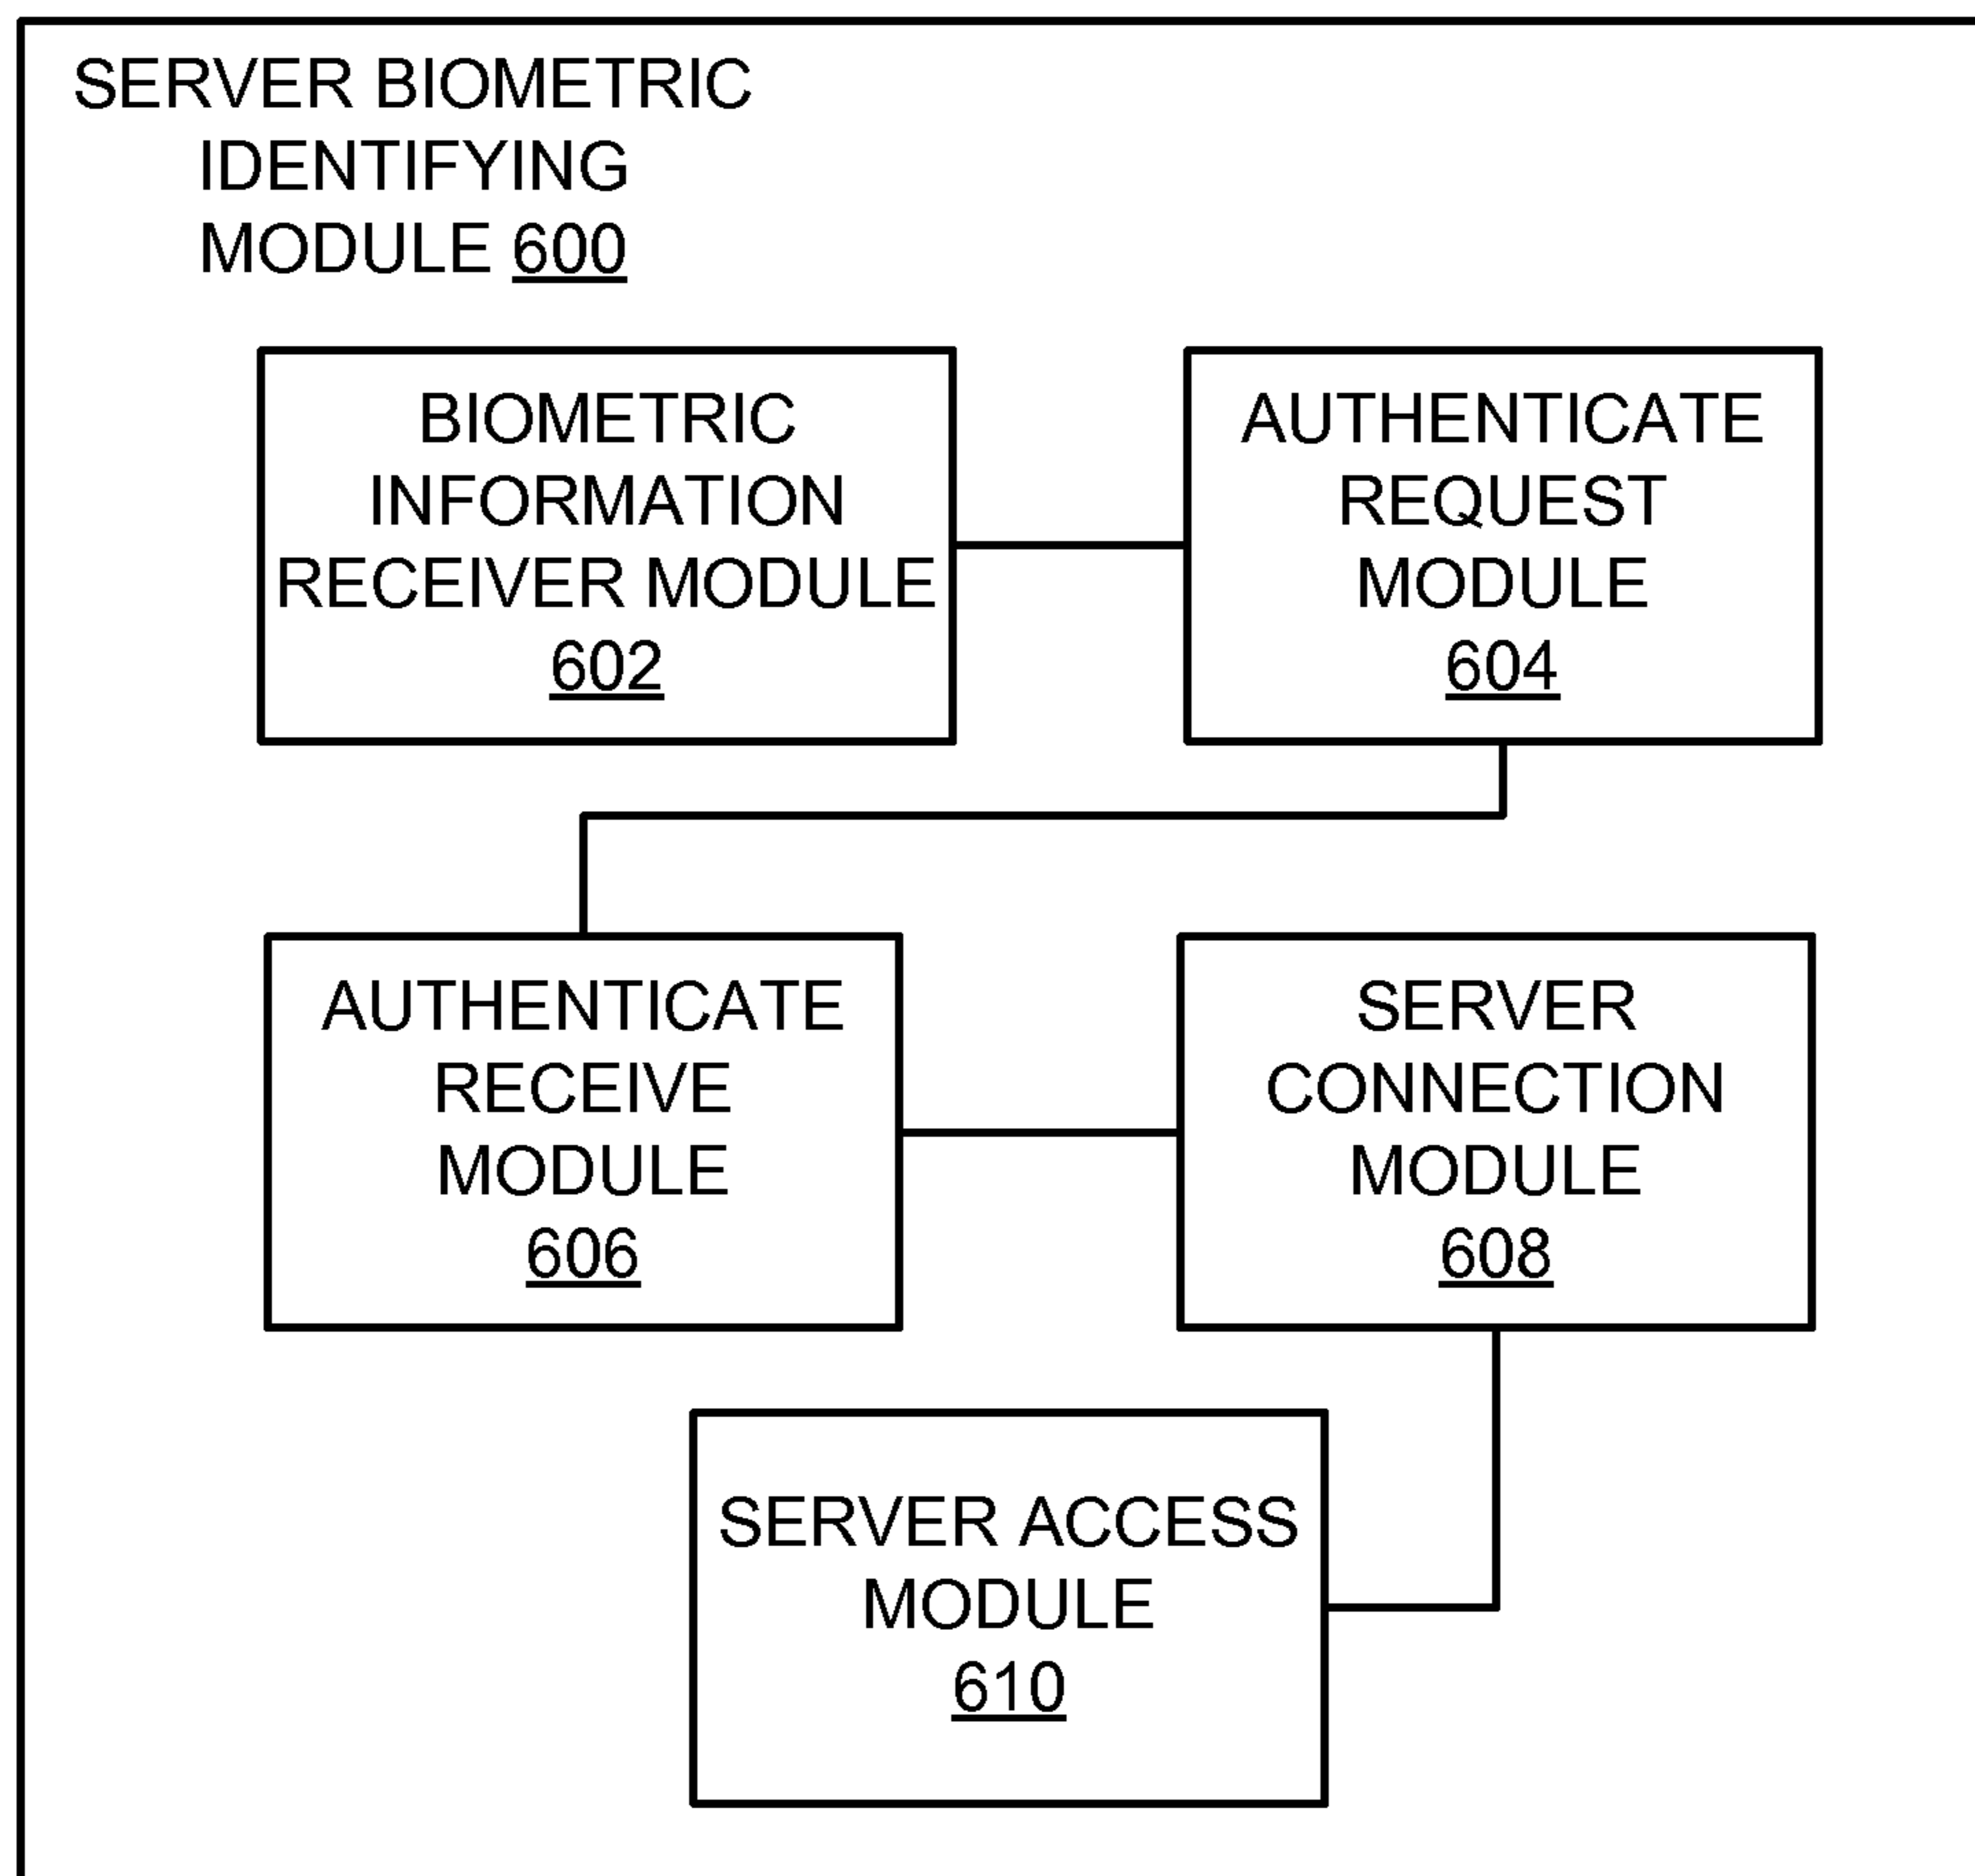 SERVER BIOMETRIC
IDENTIFYING
MODULE 600
BIOMETRIC
INFORMATION
RECEIVER MODULE
602
AUTHENTICATE
REQUEST
MODULE
604
AUTHENTICATE
RECEIVE
MODULE
606
SERVER
CONNECTION
MODULE
608
SERVER ACCESS
MODULE
610